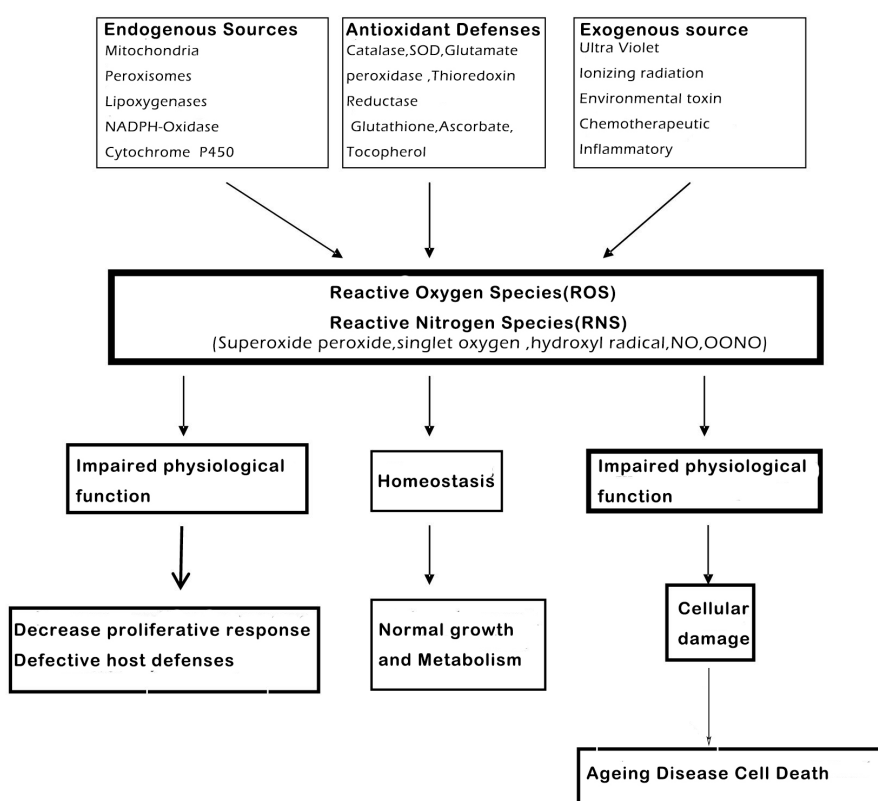 Endogenous Sources
Mitochondria
Peroxisomes
Lipoxygenases
NADPH-Oxidase
Cytochrome P450
Antioxidant Defenses
Catalase,SOD,Glutamate
peroxidase ,Thioredoxin
Reductase
Glutathione,Ascorbate,
Tocopherol
Exogenous source
Ultra Violet
Ionizing radiation
Environmental toxin
Chemotherapeutic
Inflammatory
Reactive Oxygen Species(ROS)
Reactive Nitrogen Species(RNS)
(Superoxide peroxide,singlet oxygen ,hydroxyl radical,NO,OONO)
Impaired physiological
function
Homeostasis
Impaired physiological
function
Decrease proliferative response
Defective host defenses
Normal growth
and Metabolism
Cellular
damage
Ageing Disease Cell Death